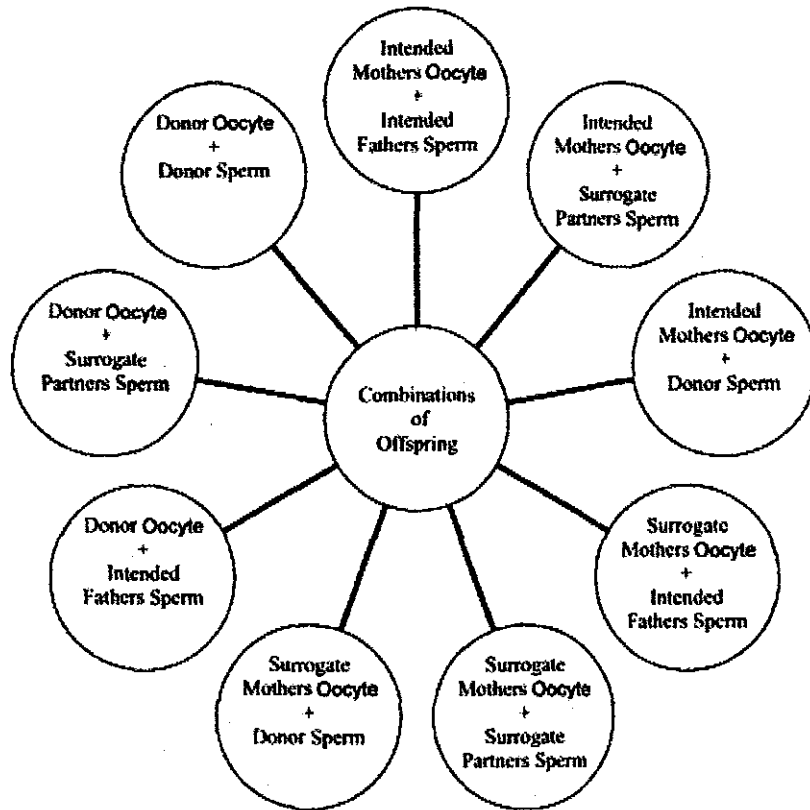 Intended
Mothers Oocyte
+
Intended
Fathers Sperm
Intended
Mothers Oocyte
+
Surrogate
Partners Sperm
Intended
Mothers Oocyte
+
Donor Sperm
Surrogate
Mothers Oocyte
+
Intended
Fathers Sperm
Surrogate
Mothers Oocyte
+
Surrogate
Partners Sperm
Surrogate
Mothers Oocyte
+
Donor Sperm
Donor Oocyte
+
Intended
Fathers Sperm
Donor Oocyte
+
Surrogate
Partners Sperm
Donor Oocyte
+
Donor Sperm
Combinations
of
Offspring